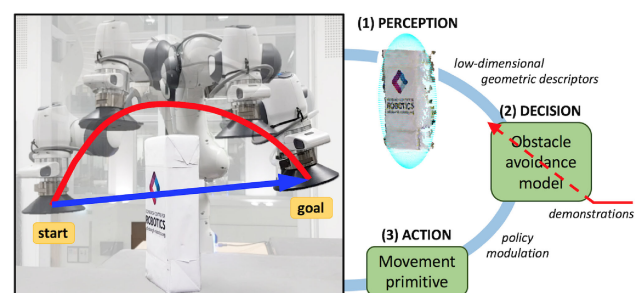 (1) PERCEPTION
low-dimensional
geometric descriptors
(2) DECISION
Obstacle
avoidance
model
demonstrations
policy
modulation
(3) ACTION
Movement
primitive
start
goal
ROBOTICS
ROBOTICS